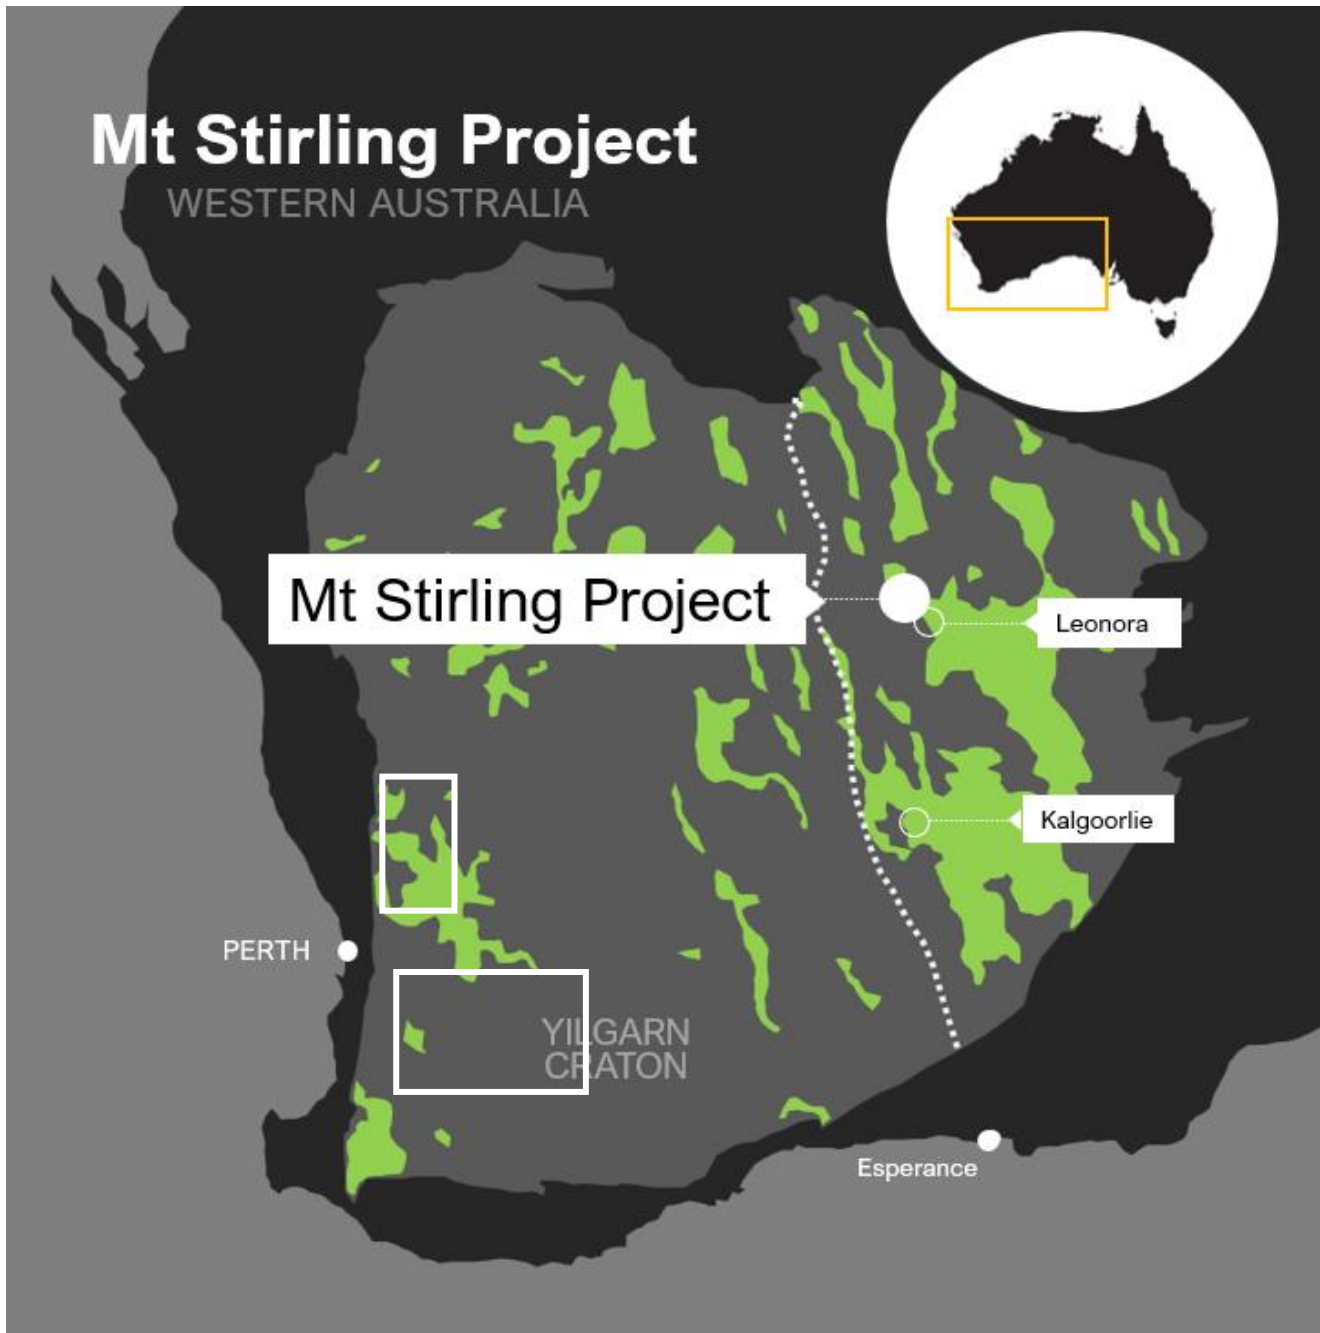 Mt Stirling Project
WESTERN AUSTRALIA
Mt Stirling Project
Leonora
Kalgoorlie
PERTH
YILGARN
CRATON
Esperance